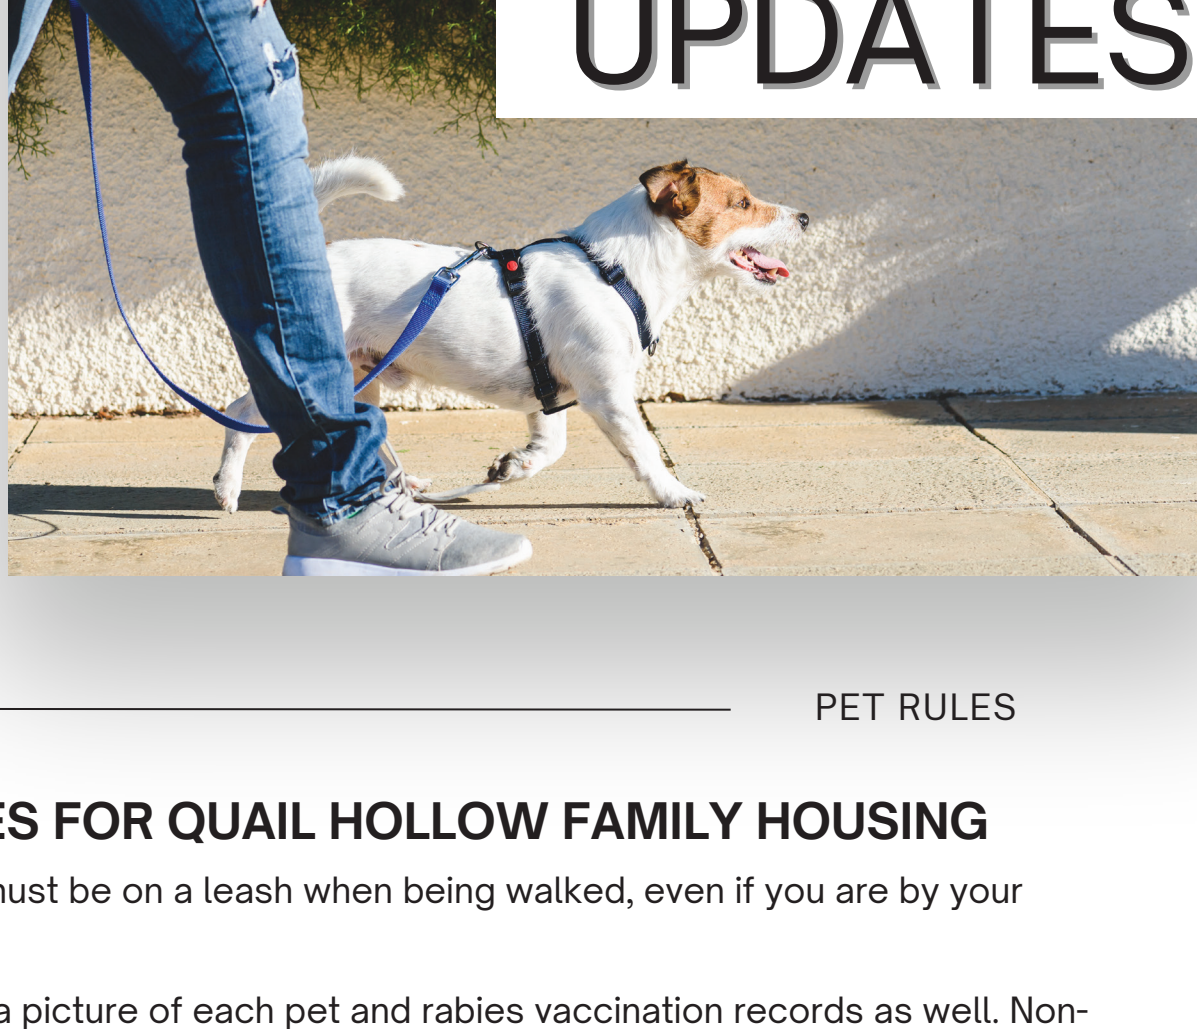 UPDATES
PET RULES
ES FOR QUAIL HOLLOW FAMILY HOUSING
must be on a leash when being walked, even if you are by your
a picture of each pet and rabies vaccination records as well. Non-